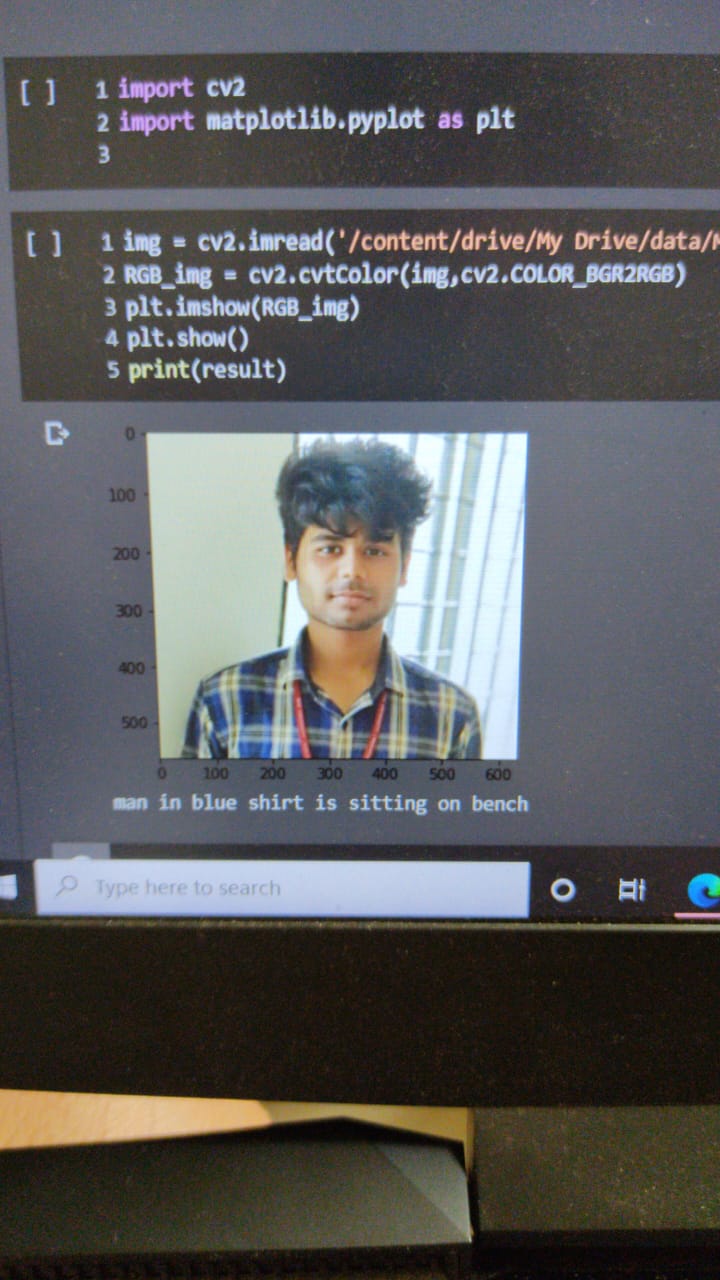 [ ] 1 import cv2
2 import matplotlib.pyplot as plt
3
[ ] 1 img = cv2.imread('/content/drive/My Drive/data/
2 RGB_img = cv2.cvtColor(img,cv2.COLOR_BGR2RGB)
3 plt.imshow(RGB_img)
4 plt.show()
5 print(result)
0
100
200
300
400
500
0 100 200 300 400 500 600
man in blue shirt is sitting on bench
Type here to search